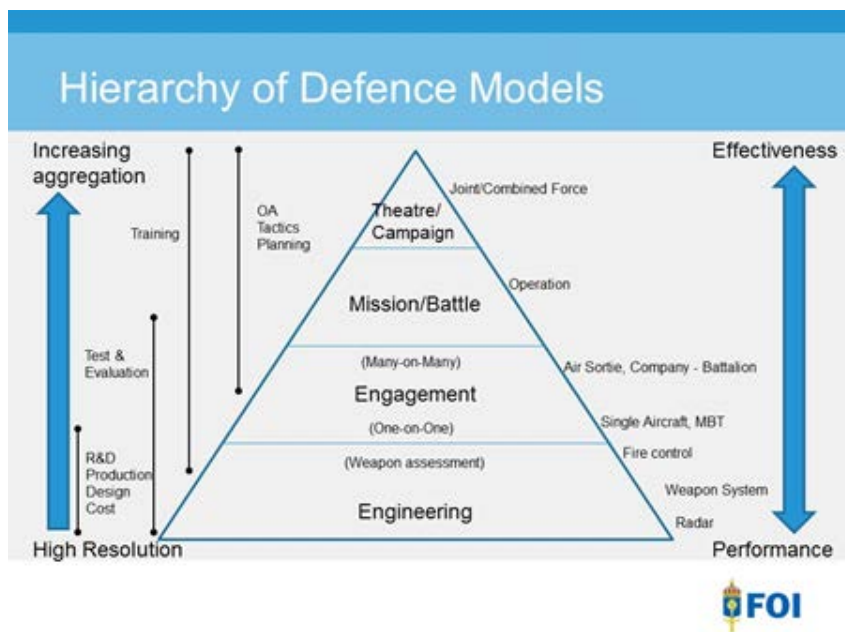 Hierarchy of Defence Models
Increasing
aggregation
Effectiveness
Training
OA
Tactics
Planning
Theatre/
Campaign
Joint/Combined Force
Mission/Battle
Operation
Test &
Evaluation
(Many-on-Many)
Engagement
(One-on-One)
Air Sortie, Company - Battalion
Single Aircraft, MBT
R&D
Production
Design
Cost
(Weapon assessment)
Engineering
Fire control
Weapon System
Radar
High Resolution
Performance
FOI